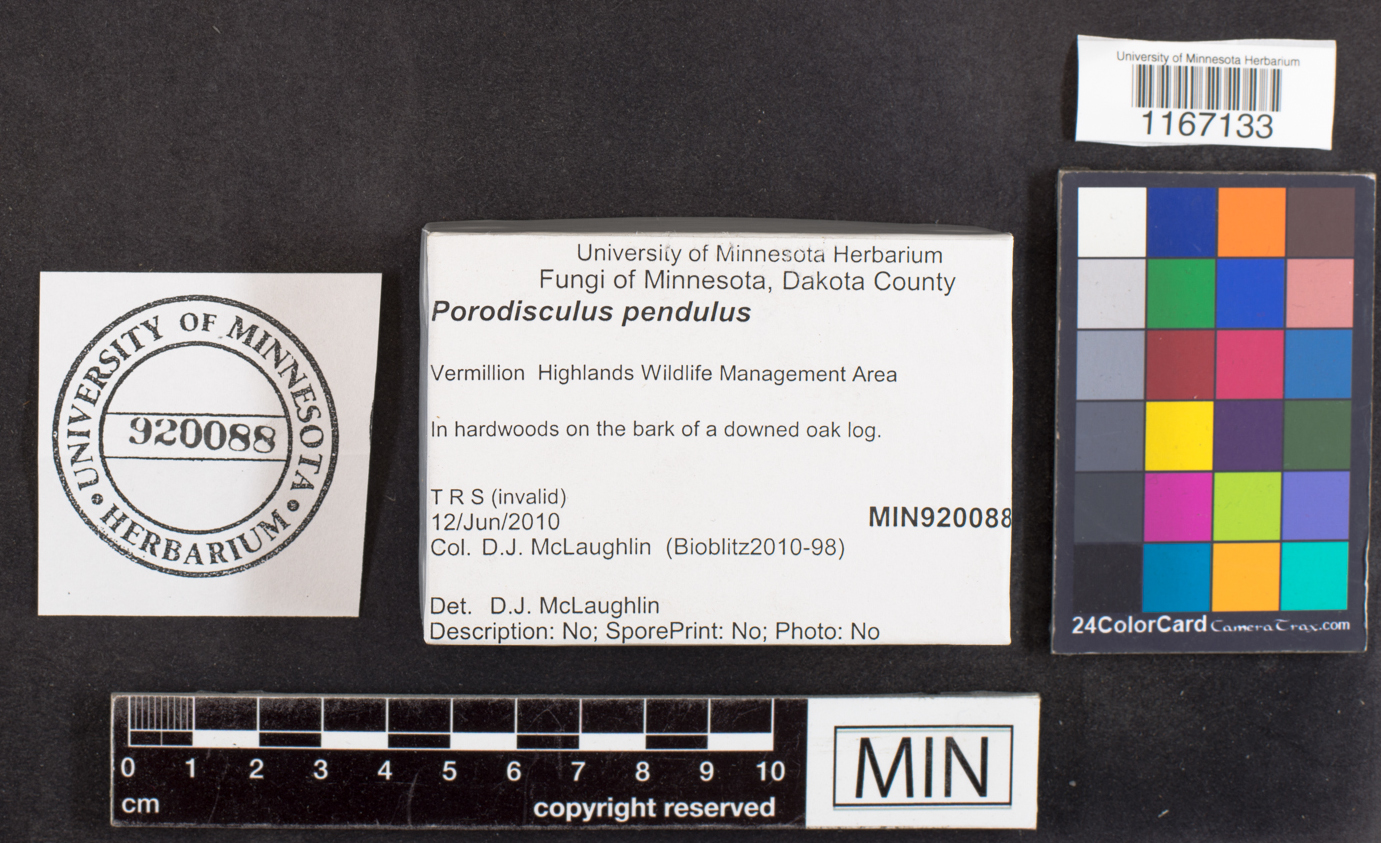 University of Minnesota Herbarium
1167133
University of Minnesota Herbarium
Fungi of Minnesota, Dakota County
Porodisculus pendulus
Vermillion Highlands Wildlife Management Area
In hardwoods on the bark of a downed oak log.
T R S (invalid)
12/Jun/2010
MIN920088
Col. D.J. McLaughlin (Bioblitz2010-98)
Det. D.J. McLaughlin
Description: No; SporePrint: No; Photo: No
UNIVERSITY OF MINNESOTA
920088
HERBARIUM
24ColorCard CameraTrax.com
0 1 2 3 4 5 6 7 8 9 10
cm
copyright reserved
MIN